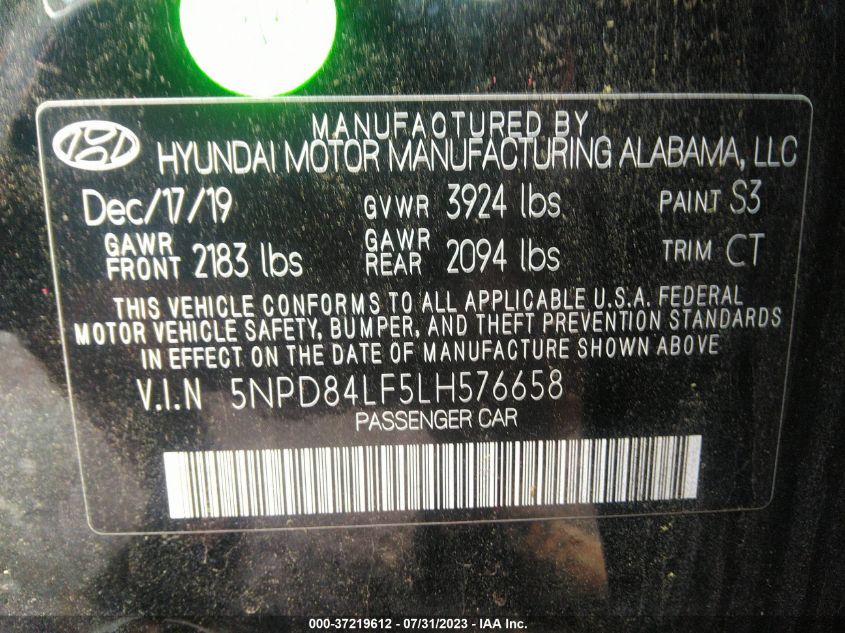 MANUFACTURED BY
HYUNDAI MOTOR MANUFACTURING ALABAMA, LLC
Dec/17/19 GVWR 3924 lbs PAINT S3
GAWR FRONT 2183 lbs GAWR REAR 2094 lbs TRIM CT
THIS VEHICLE CONFORMS TO ALL APPLICABLE U.S.A. FEDERAL
MOTOR VEHICLE SAFETY, BUMPER, AND THEFT PREVENTION STANDARDS
IN EFFECT ON THE DATE OF MANUFACTURE SHOWN ABOVE
V.I.N 5NPD84LF5LH576658
PASSENGER CAR
000-37219612 - 07/31/2023 - IAA Inc.